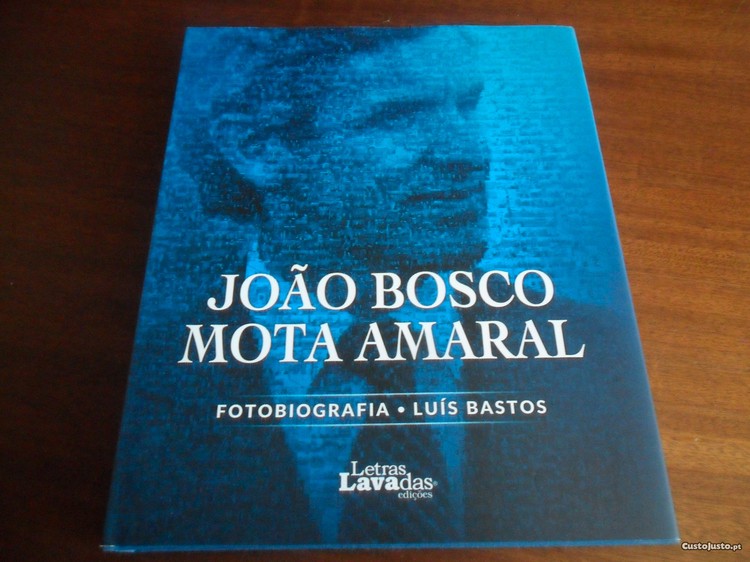 JOÃO BOSCO
MOTA AMARAL
FOTOBIOGRAFIA • LUÍS BASTOS
Letras
LAVAdas®
edições
CustoJusto.pt